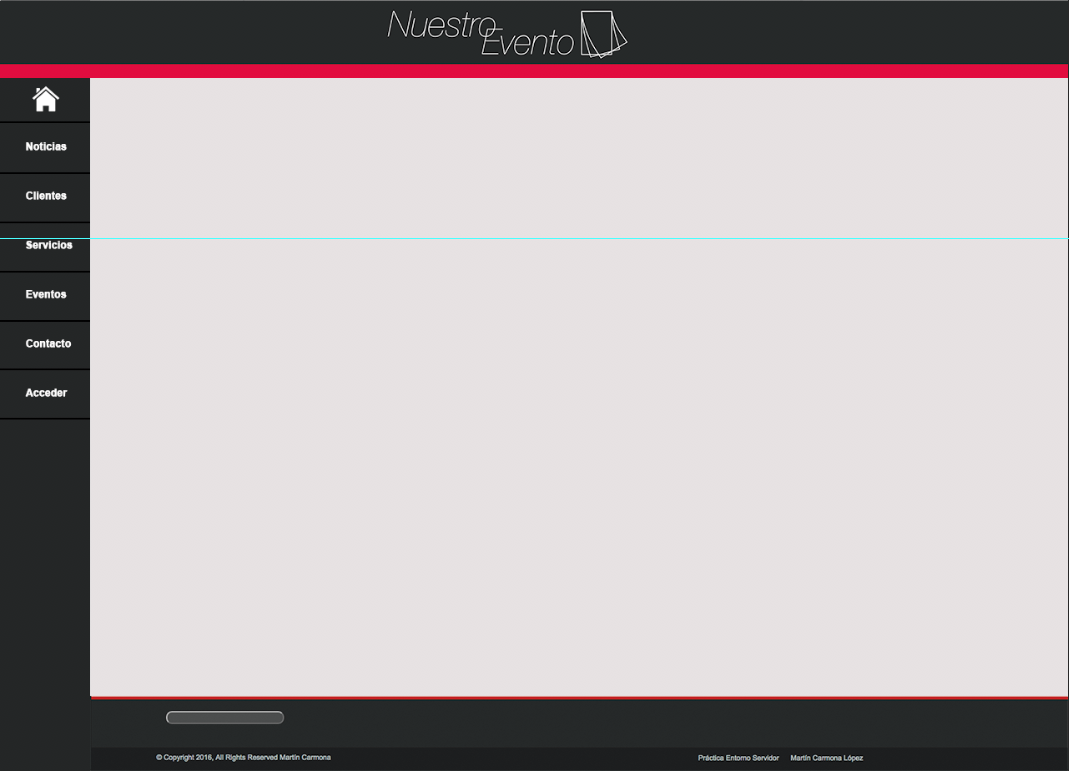 Nuestro
Evento
Noticias
Clientes
Servicios
Eventos
Contacto
Acceder
© Copyright 2016, All Rights Reserved Martín Carmona
Práctica Entorno Servidor Martín Carmona López